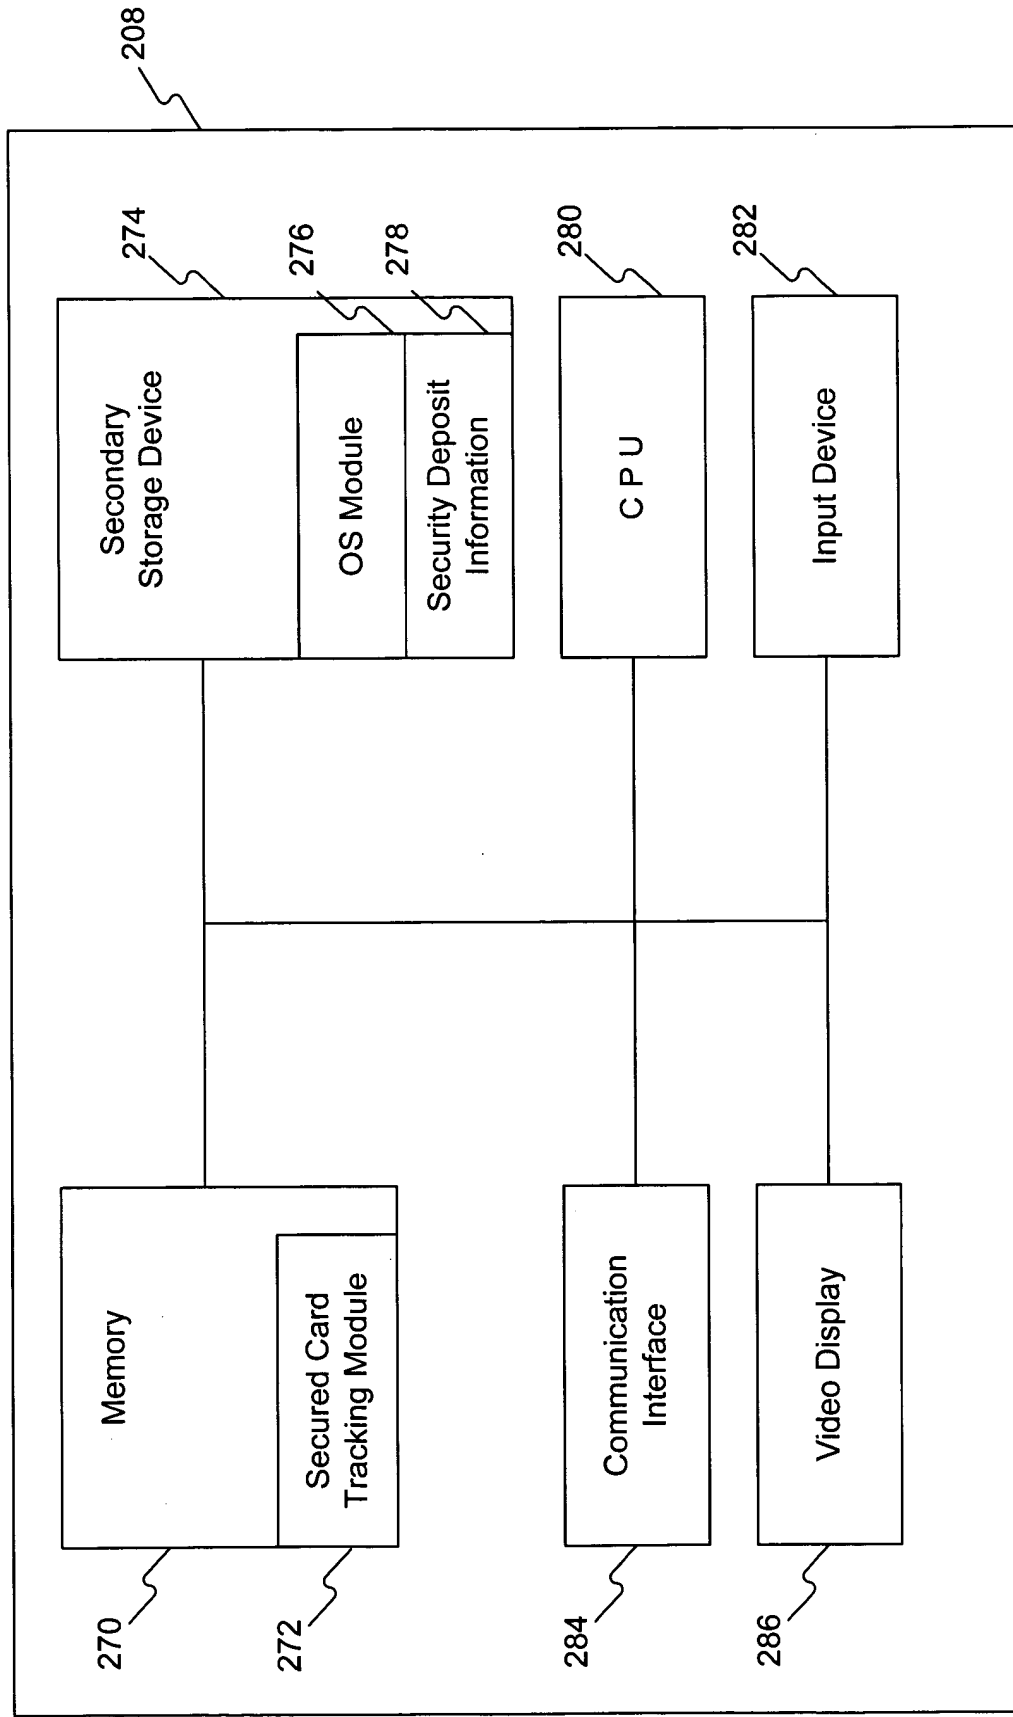 208
270
Memory
272
Secured Card
Tracking Module
274
Secondary
Storage Device
276
OS Module
278
Security Deposit
Information
284
Communication
Interface
280
C P U
286
Video Display
282
Input Device